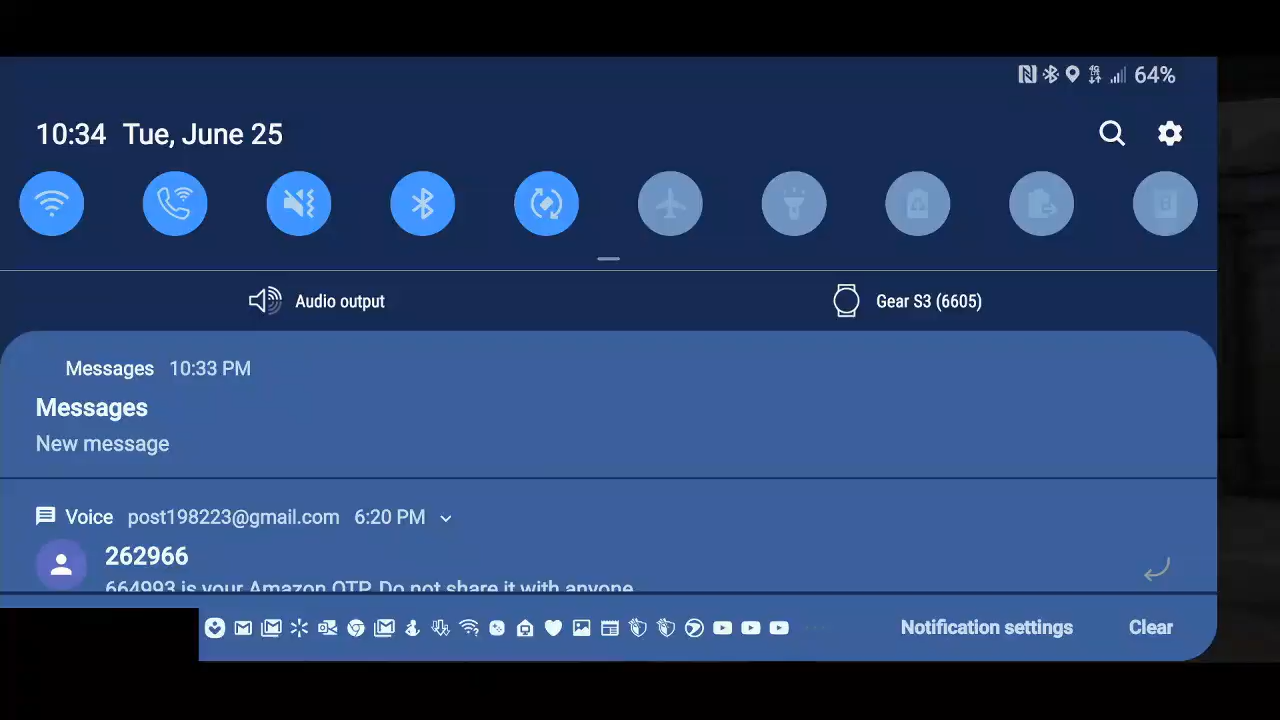 64%
10:34 Tue, June 25
Audio output
Gear S3 (6605)
Messages 10:33 PM
Messages
New message
Voice post198223@gmail.com 6:20 PM
262966
664993 is your Amazon OTP. Do not share it with anyone
Notification settings
Clear